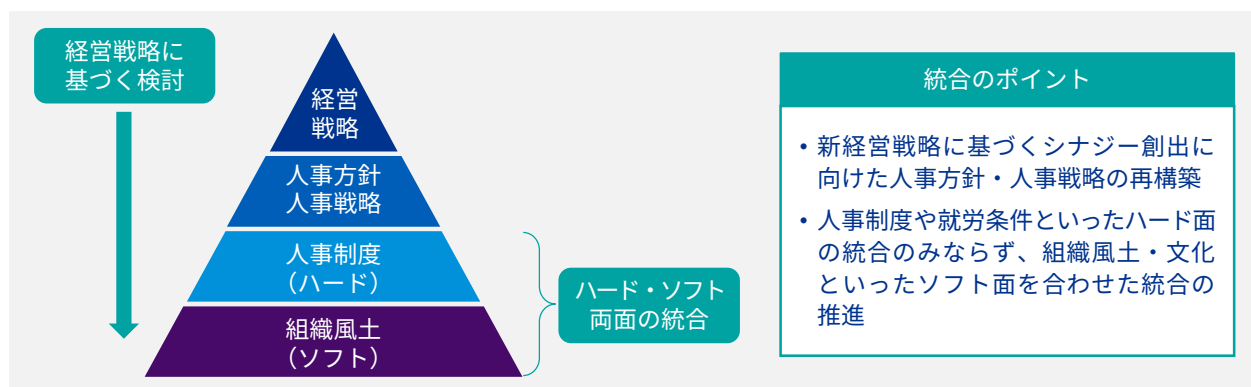 経営戦略に
基づく検討
経営
戦略
人事方針
人事戦略
人事制度
（ハード）
組織風土
（ソフト）
ハード・ソフト
両面の統合
統合のポイント
• 新経営戦略に基づくシナジー創出に
向けた人事方針・人事戦略の再構築
• 人事制度や就労条件といったハード面
の統合のみならず、組織風土・文化
といったソフト面を合わせた統合の
推進